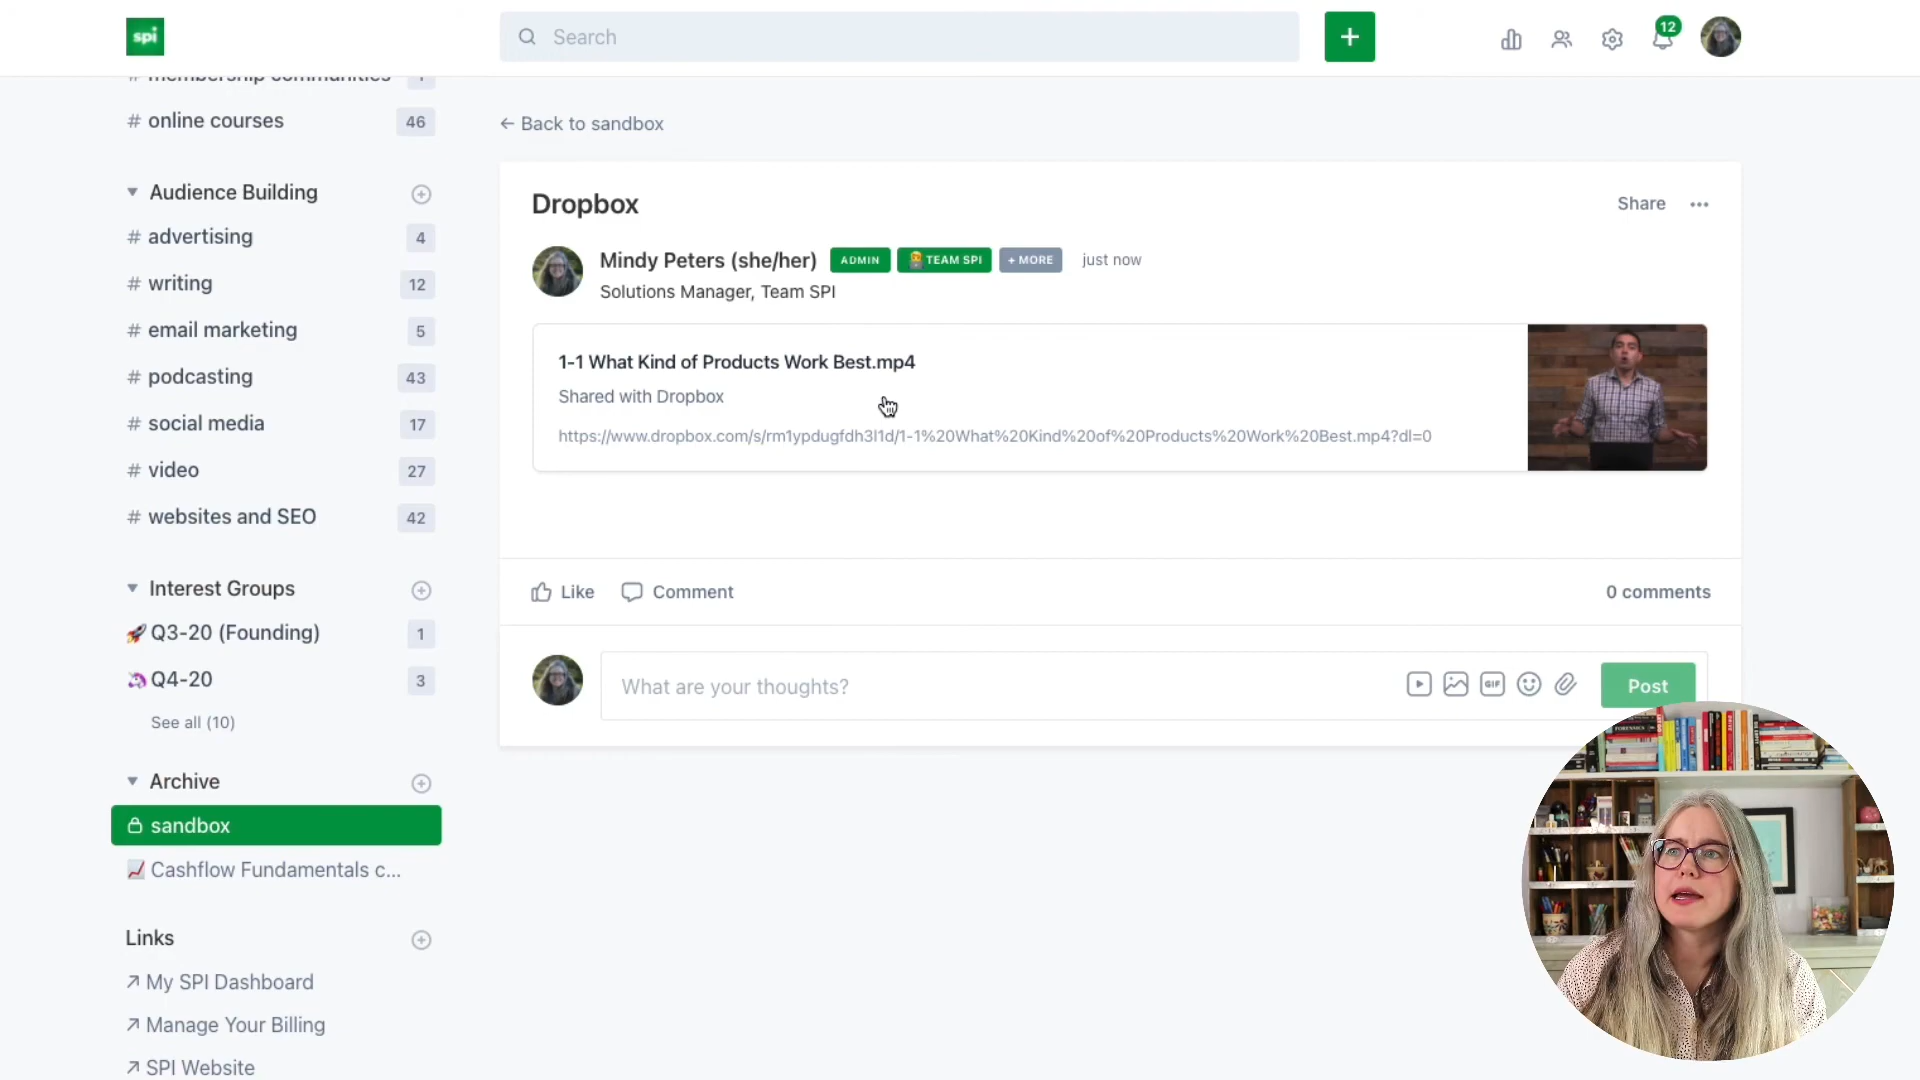 spi
Search
12
# membership communities
# online courses 46
Audience Building
# advertising 4
# writing 12
# email marketing 5
# podcasting 43
# social media 17
# video 27
# websites and SEO 42
Interest Groups
🚀 Q3-20 (Founding) 1
🦄 Q4-20 3
See all (10)
Archive
sandbox
📈 Cashflow Fundamentals c...
Links
↗ My SPI Dashboard
↗ Manage Your Billing
↗ SPI Website
← Back to sandbox
Dropbox
Share
Mindy Peters (she/her) ADMIN TEAM SPI + MORE just now
Solutions Manager, Team SPI
1-1 What Kind of Products Work Best.mp4
Shared with Dropbox
https://www.dropbox.com/s/rm1ypdugfdh3l1d/1-1%20What%20Kind%20of%20Products%20Work%20Best.mp4?dl=0
Like Comment 0 comments
What are your thoughts? GIF Post
FORENSICS